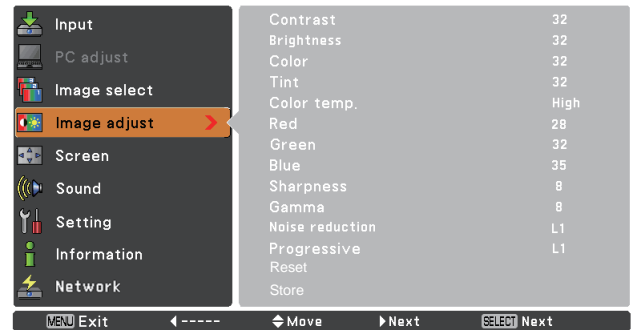 Input
PC adjust
Image select
Image adjust
Screen
Sound
Setting
Information
Network
Contrast 32
Brightness 32
Color 32
Tint 32
Color temp. High
Red 28
Green 32
Blue 35
Sharpness 8
Gamma 8
Noise reduction L1
Progressive L1
Reset
Store
MENU Exit ◀----- Move Next SELECT Next